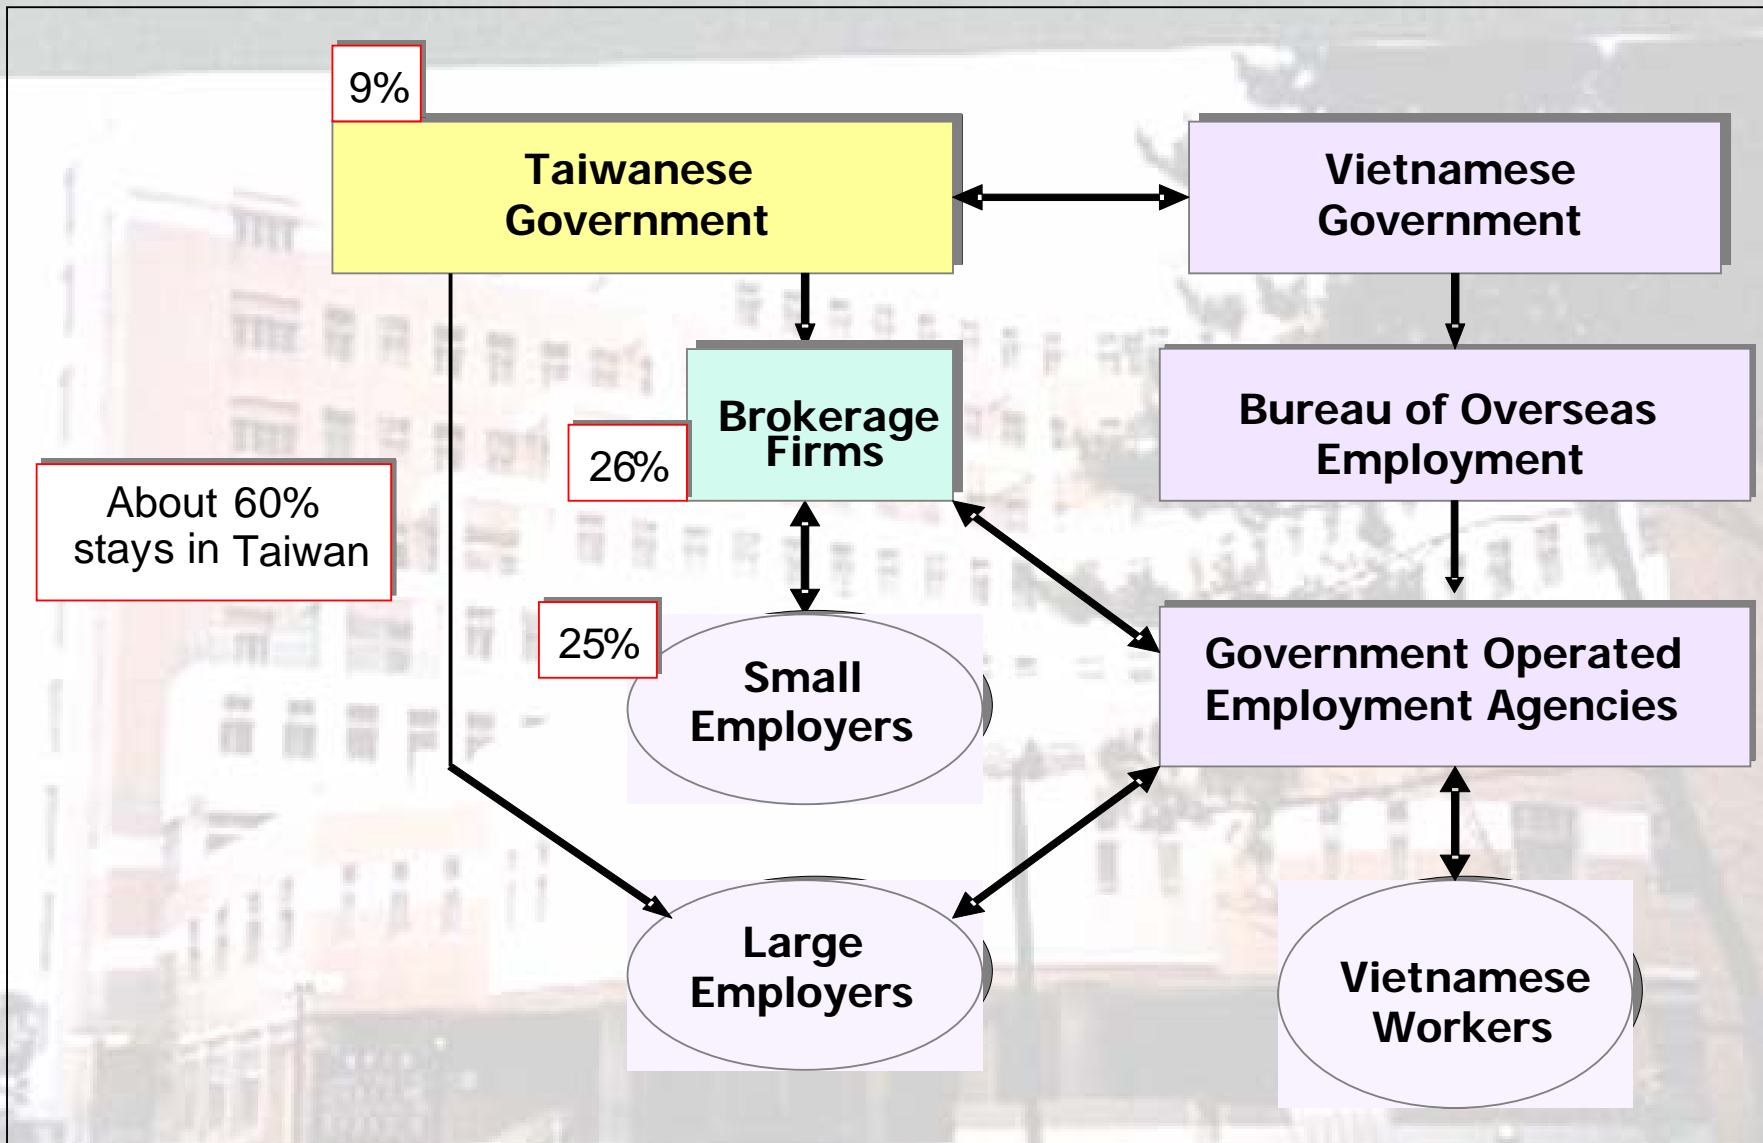 9%
Taiwanese
Government
Vietnamese
Government
Brokerage
Firms
26%
Bureau of Overseas
Employment
About 60%
stays in Taiwan
25%
Small
Employers
Government Operated
Employment Agencies
Large
Employers
Vietnamese
Workers